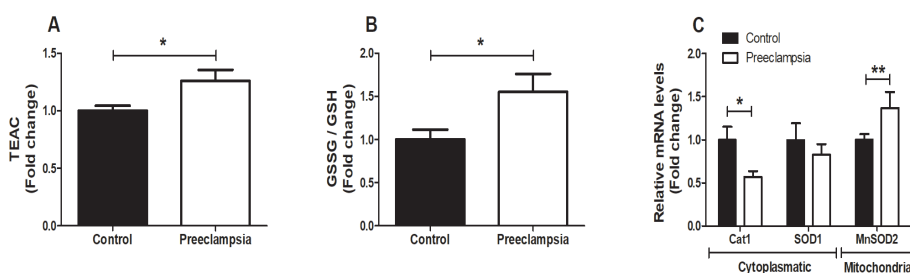 A
TEAC
(Fold change)
1.5
1.0
0.5
0.0
*
Control
Preeclampsia
B
GSSG / GSH
(Fold change)
2.0
1.5
1.0
0.5
0.0
*
Control
Preeclampsia
C
Control
Preeclampsia
Relative mRNA levels
(Fold change)
2.0
1.5
1.0
0.5
0.0
*
**
Cat1
SOD1
MnSOD2
Cytoplasmatic
Mitochondria